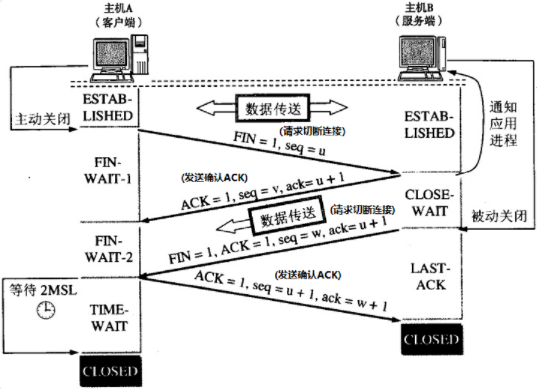 主机A
(客户端)
主机B
(服务端)
ESTAB-
LISHED
数据传送
ESTAB-
LISHED
通知
应用
进程
主动关闭
(请求切断连接)
FIN = 1, seq = u
FIN-
WAIT-1
(发送确认ACK)
ACK = 1, seq = v, ack= u + 1
CLOSE-
WAIT
数据传送
(请求切断连接)
被动关闭
FIN = 1, ACK = 1, seq = w, ack= u + 1
FIN-
WAIT-2
(发送确认ACK)
ACK = 1, seq = u + 1, ack = w + 1
LAST-
ACK
等待 2MSL
TIME-
WAIT
CLOSED
CLOSED